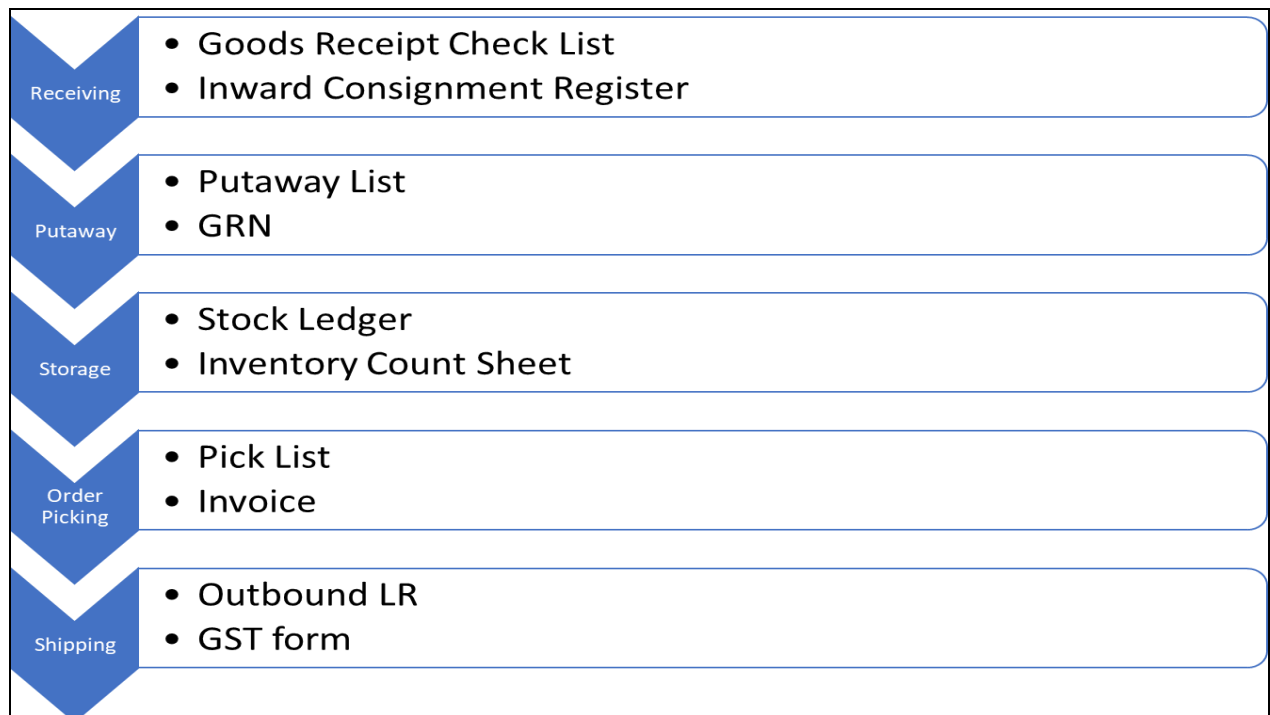 Receiving
• Goods Receipt Check List
• Inward Consignment Register
Putaway
• Putaway List
• GRN
Storage
• Stock Ledger
• Inventory Count Sheet
Order
Picking
• Pick List
• Invoice
Shipping
• Outbound LR
• GST form